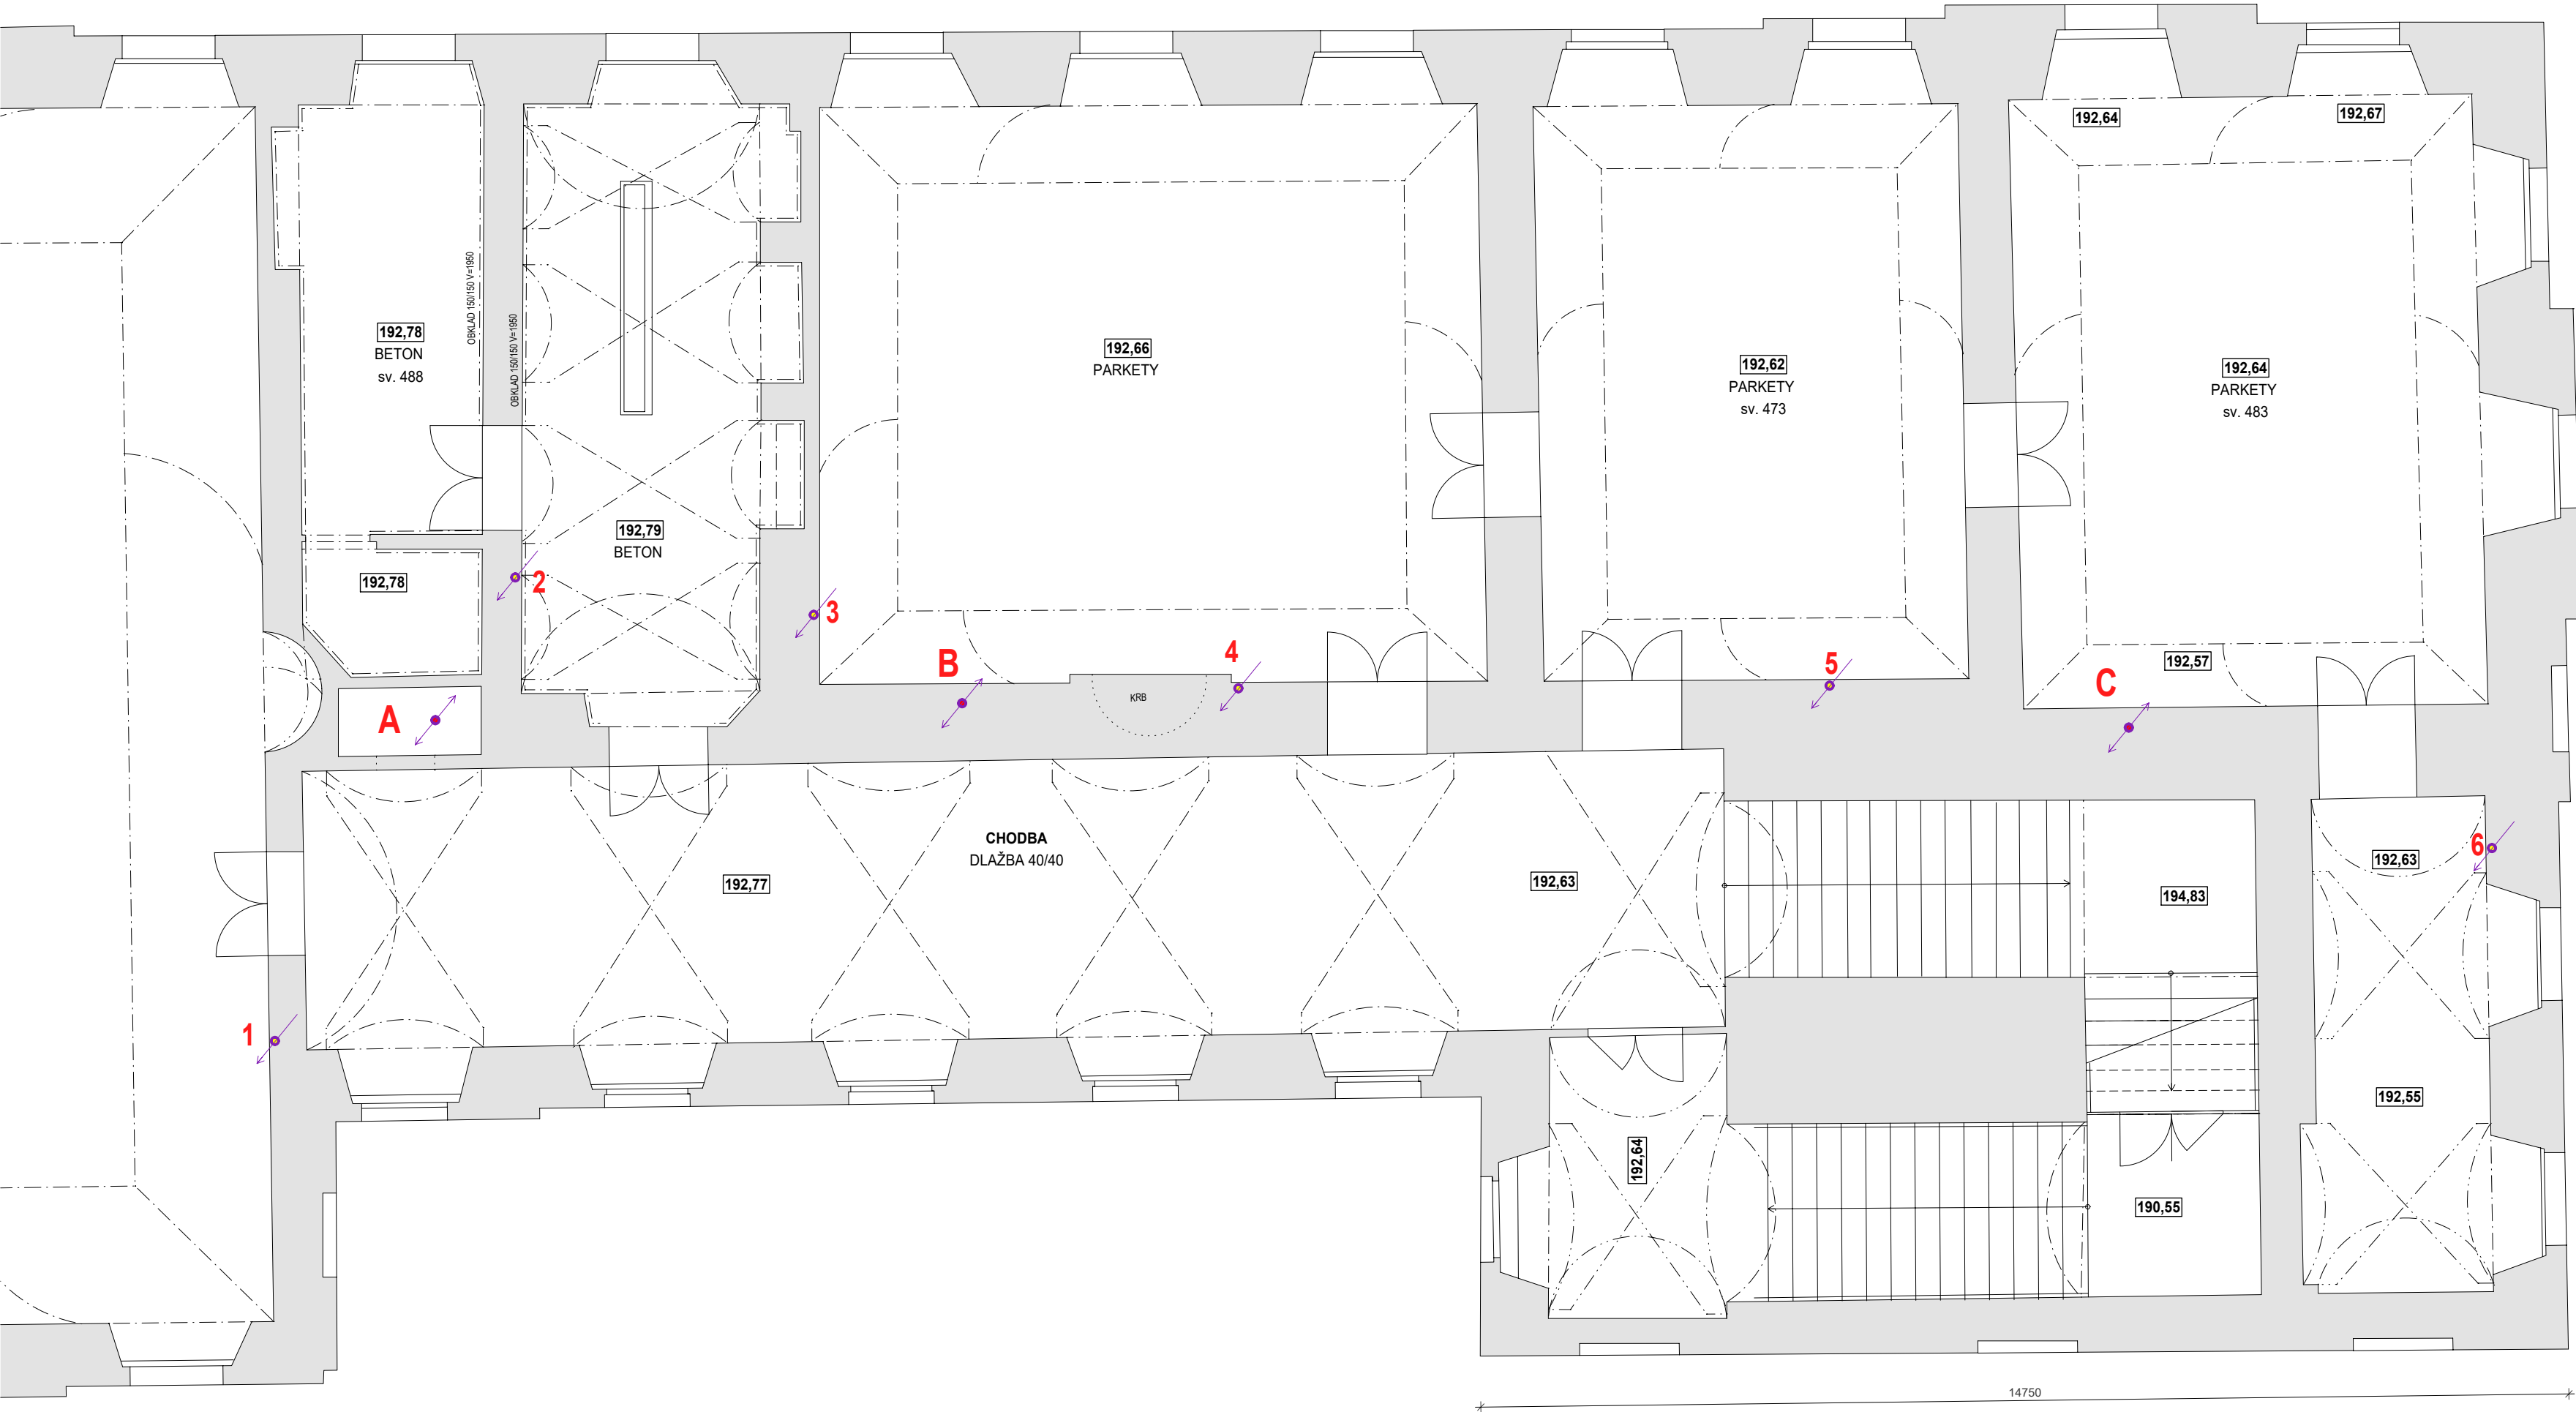 192,64
192,67
OBKLAD 150/150 V=1950
OBKLAD 150/150 V=1950
192,78
BETON
sv. 488
192,66
PARKETY
192,62
PARKETY
sv. 473
192,64
PARKETY
sv. 483
192,79
BETON
192,78
2
3
B
4
5
192,57
C
KRB
A
CHODBA
DLAŽBA 40/40
192,77
192,63
6
192,63
194,83
1
192,55
192,64
190,55
14750